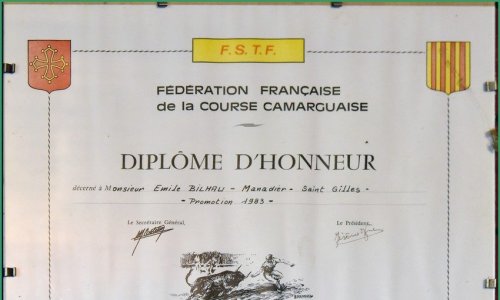 F.S.T.F.
FÉDÉRATION FRANÇAISE
de la COURSE CAMARGUAISE
DIPLÔME D'HONNEUR
décerné à Monsieur Emile BILHAU - Manadier - Saint Gilles -
- Promotion 1983 -
Le Secrétaire Général, Le Président,